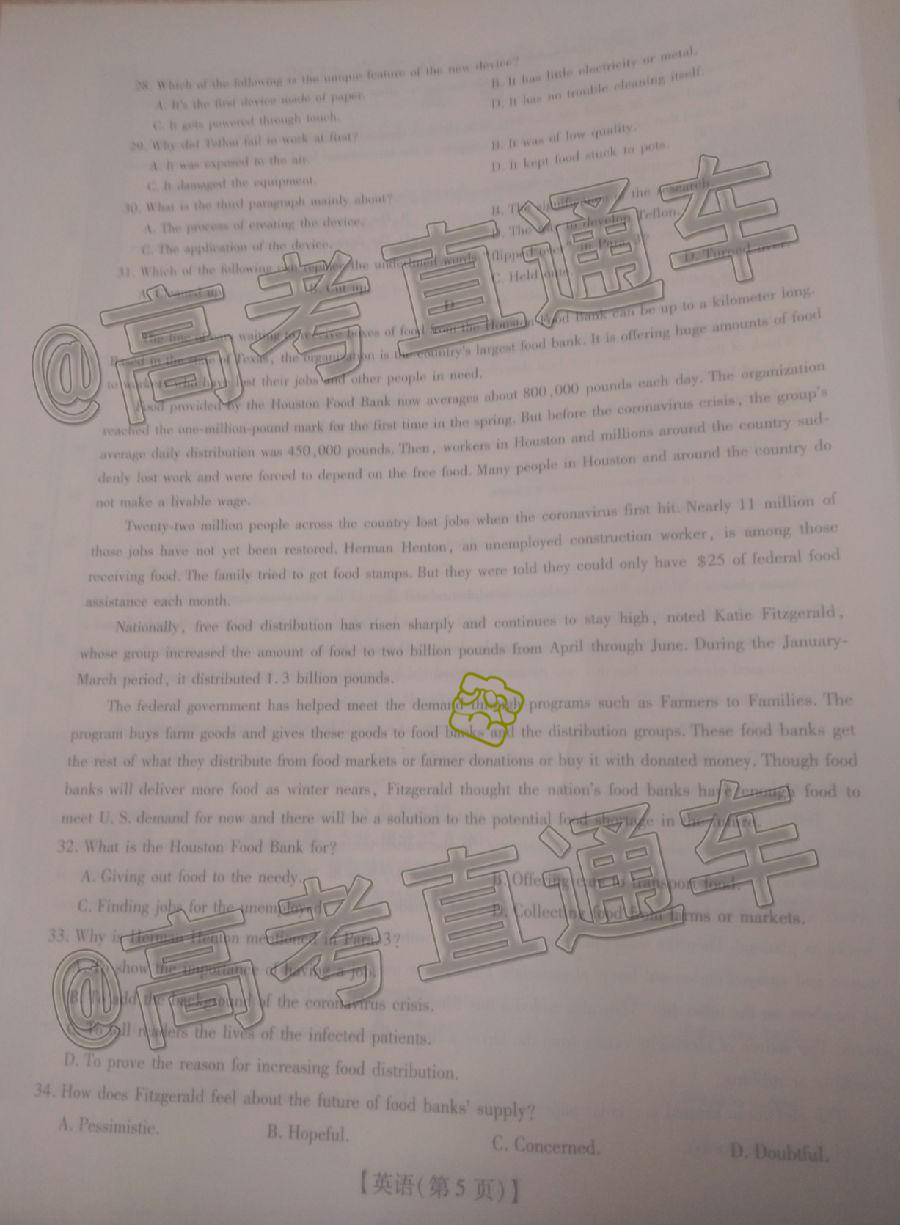 28. Which of the following is the unique feature of the new device?
A. It's the first device made of paper. B. It has little electricity or metal.
C. It gets powered through touch. D. It has no trouble cleaning itself.
29. Why did Teflon fail to work at first?
A. It was exposed to the air. B. It was of low quality.
C. It damaged the equipment. D. It kept food stuck to pots.
30. What is the third paragraph mainly about?
A. The process of creating the device. B. The significance of the research.
C. The application of the device. D. The to develop Teflon.
31. Which of the following can replace the underlined words "flipped over" in Para.
A. Cleaned up. B. Cut up. C. Held out. D. Turned over.
D
The line of cars waiting to receive boxes of food from the Houston Food Bank can be up to a kilometer long.
Based in the state of Texas, the organization is the country's largest food bank. It is offering huge amounts of food
to workers who have lost their jobs and other people in need.
Food provided by the Houston Food Bank now averages about 800,000 pounds each day. The organization
reached the one-million-pound mark for the first time in the spring. But before the coronavirus crisis, the group's
average daily distribution was 450,000 pounds. Then, workers in Houston and millions around the country sud-
denly lost work and were forced to depend on the free food. Many people in Houston and around the country do
not make a livable wage.
Twenty-two million people across the country lost jobs when the coronavirus first hit. Nearly 11 million of
those jobs have not yet been restored. Herman Henton, an unemployed construction worker, is among those
receiving food. The family tried to get food stamps. But they were told they could only have $25 of federal food
assistance each month.
Nationally, free food distribution has risen sharply and continues to stay high, noted Katie Fitzgerald,
whose group increased the amount of food to two billion pounds from April through June. During the January-
March period, it distributed 1.3 billion pounds.
The federal government has helped meet the demand through programs such as Farmers to Families. The
program buys farm goods and gives these goods to food banks and the distribution groups. These food banks get
the rest of what they distribute from food markets or farmer donations or buy it with donated money. Though food
banks will deliver more food as winter nears, Fitzgerald thought the nation's food banks have enough food to
meet U.S. demand for now and there will be a solution to the potential food shortage in the future.
32. What is the Houston Food Bank for?
A. Giving out food to the needy. B. Offering cars to transport food.
C. Finding jobs for the unemployed. D. Collecting food from farms or markets.
33. Why is Herman Henton mentioned in Para. 3?
A. To show the importance of having a job.
B. To add the background of the coronavirus crisis.
C. To tell readers the lives of the infected patients.
D. To prove the reason for increasing food distribution.
34. How does Fitzgerald feel about the future of food banks' supply?
A. Pessimistic. B. Hopeful. C. Concerned. D. Doubtful.
【英语(第5页)】
@高考直通车
@高考直通车